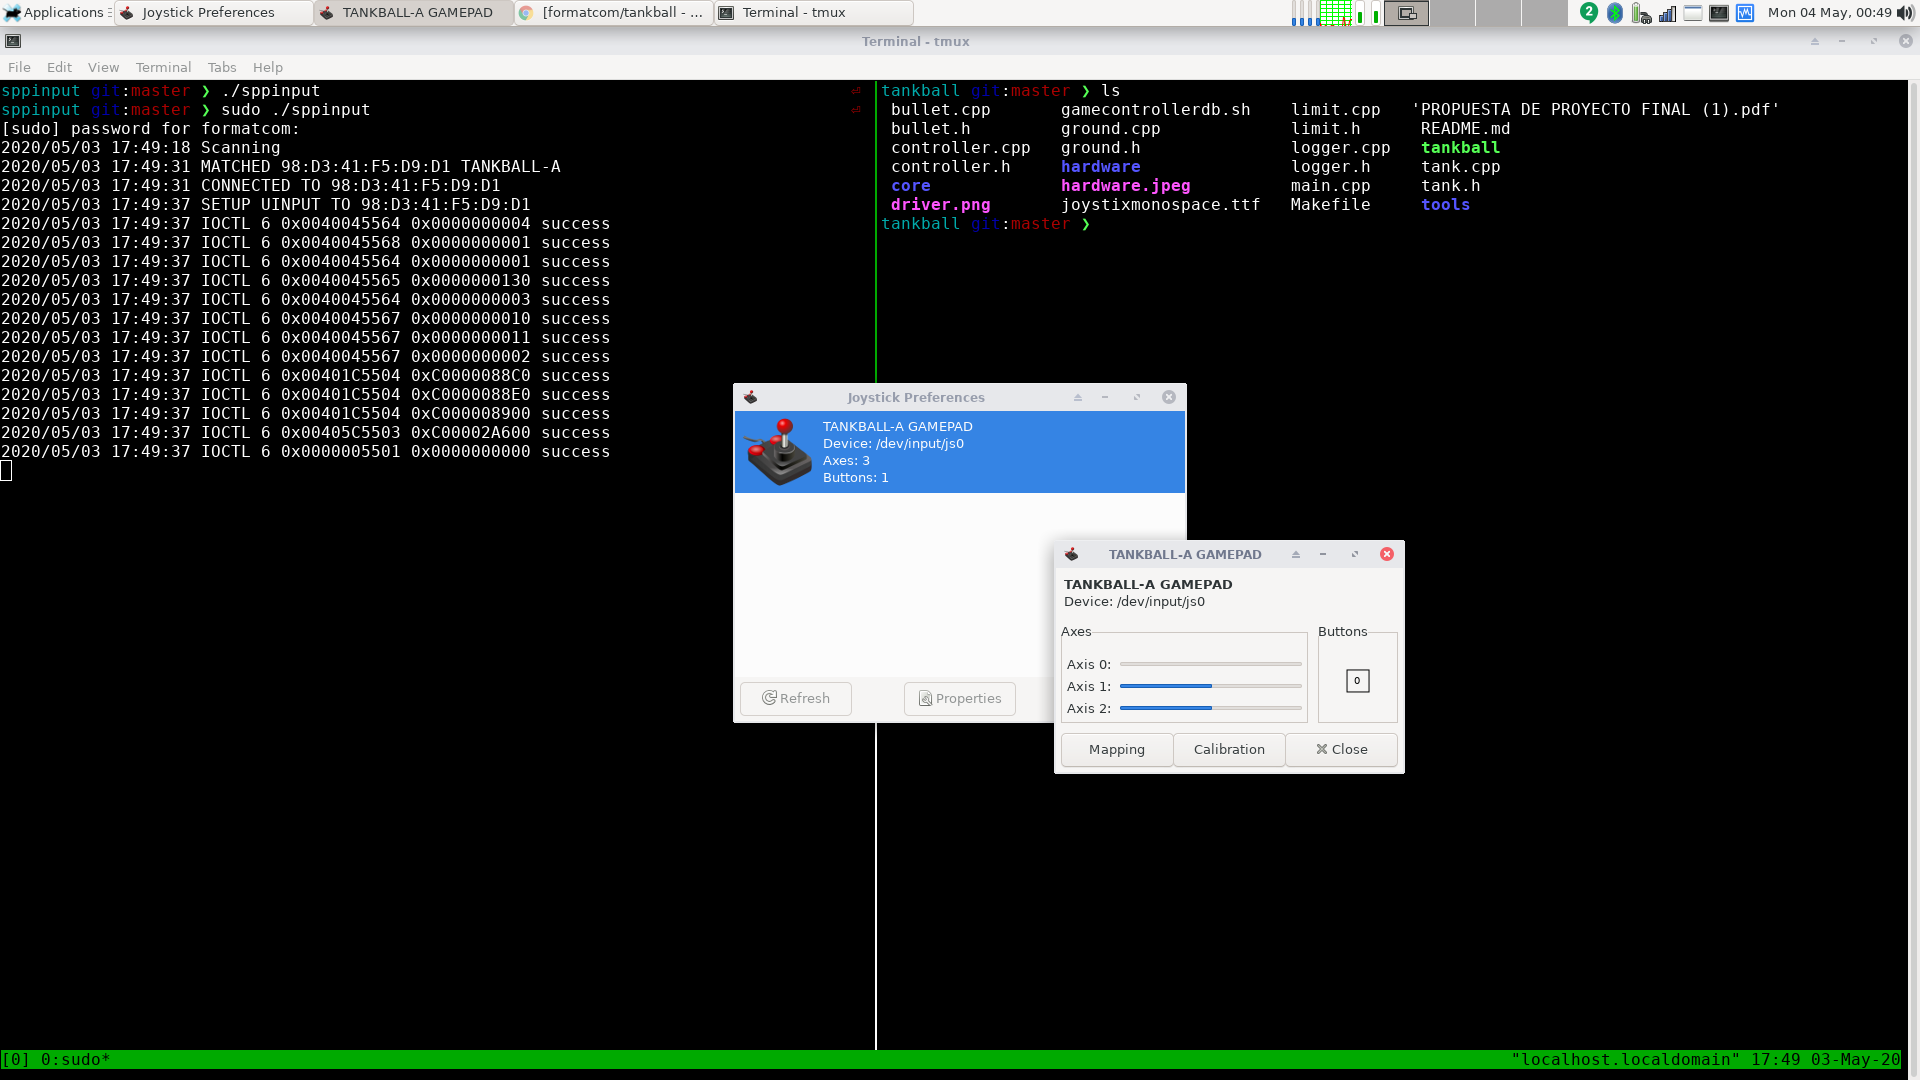 Applications
Joystick Preferences
TANKBALL-A GAMEPAD
[formatcom/tankball - ...
Terminal - tmux
2
Mon 04 May, 00:49
Terminal - tmux
File Edit View Terminal Tabs Help
sppinput git:master ❯ ./sppinput
sppinput git:master ❯ sudo ./sppinput
[sudo] password for formatcom:
2020/05/03 17:49:18 Scanning
2020/05/03 17:49:31 MATCHED 98:D3:41:F5:D9:D1 TANKBALL-A
2020/05/03 17:49:31 CONNECTED TO 98:D3:41:F5:D9:D1
2020/05/03 17:49:37 SETUP UINPUT TO 98:D3:41:F5:D9:D1
2020/05/03 17:49:37 IOCTL 6 0x0040045564 0x0000000004 success
2020/05/03 17:49:37 IOCTL 6 0x0040045568 0x0000000001 success
2020/05/03 17:49:37 IOCTL 6 0x0040045564 0x0000000001 success
2020/05/03 17:49:37 IOCTL 6 0x0040045565 0x0000000130 success
2020/05/03 17:49:37 IOCTL 6 0x0040045564 0x0000000003 success
2020/05/03 17:49:37 IOCTL 6 0x0040045567 0x0000000010 success
2020/05/03 17:49:37 IOCTL 6 0x0040045567 0x0000000011 success
2020/05/03 17:49:37 IOCTL 6 0x0040045567 0x0000000002 success
2020/05/03 17:49:37 IOCTL 6 0x00401C5504 0xC0000088C0 success
2020/05/03 17:49:37 IOCTL 6 0x00401C5504 0xC0000088E0 success
2020/05/03 17:49:37 IOCTL 6 0x00401C5504 0xC000008900 success
2020/05/03 17:49:37 IOCTL 6 0x00405C5503 0xC00002A600 success
2020/05/03 17:49:37 IOCTL 6 0x0000005501 0x0000000000 success
tankball git:master ❯ ls
bullet.cpp gamecontrollerdb.sh limit.cpp 'PROPUESTA DE PROYECTO FINAL (1).pdf'
bullet.h ground.cpp limit.h README.md
controller.cpp ground.h logger.cpp tankball
controller.h hardware logger.h tank.cpp
core hardware.jpeg main.cpp tank.h
driver.png joystixmonospace.ttf Makefile tools
tankball git:master ❯
Joystick Preferences
TANKBALL-A GAMEPAD
Device: /dev/input/js0
Axes: 3
Buttons: 1
Refresh
Properties
TANKBALL-A GAMEPAD
TANKBALL-A GAMEPAD
Device: /dev/input/js0
Axes
Axis 0:
Axis 1:
Axis 2:
Buttons
0
Mapping
Calibration
Close
[0] 0:sudo*
"localhost.localdomain" 17:49 03-May-20